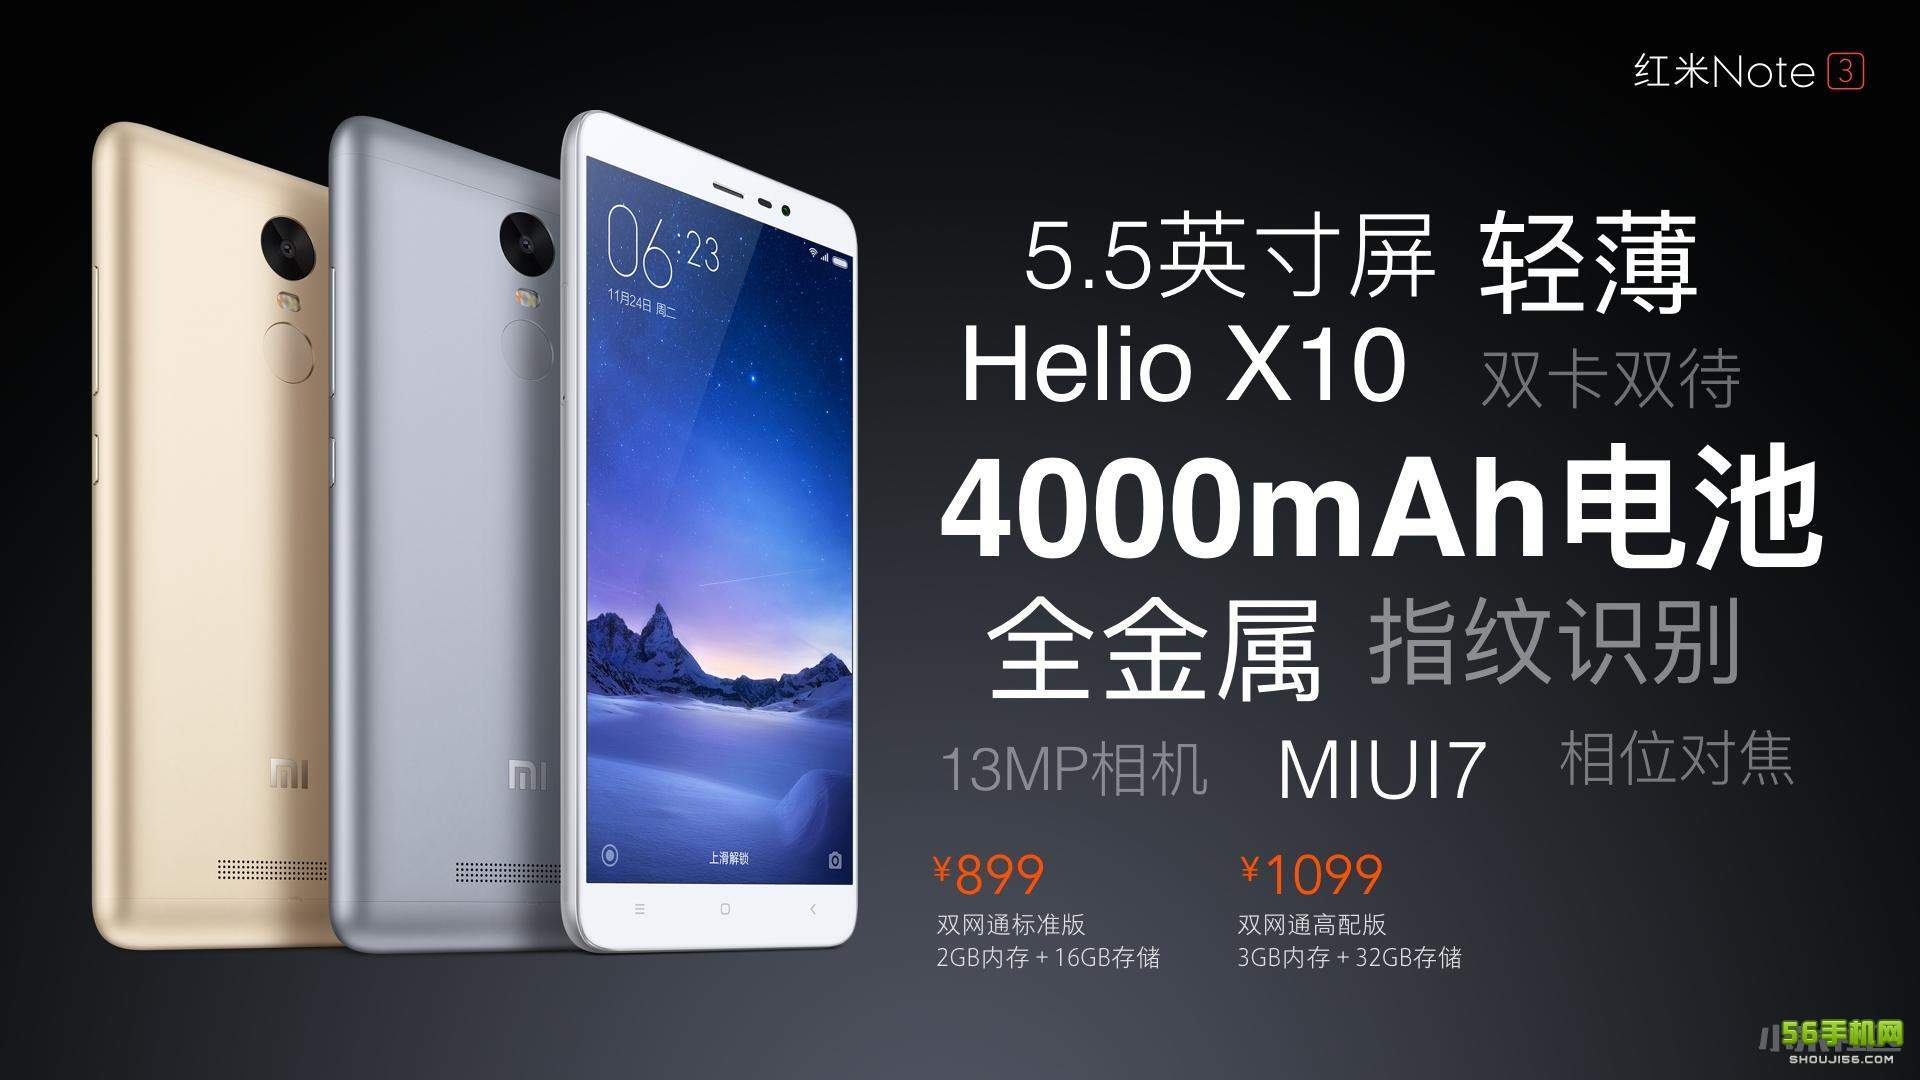 红米Note 3
06:23
11月24日 周二
上滑解锁
MI
MI
5.5英寸屏 轻薄
Helio X10 双卡双待
4000mAh电池
全金属 指纹识别
13MP相机 MIUI7 相位对焦
¥899 ¥1099
双网通标准版 双网通高配版
2GB内存+16GB存储 3GB内存+32GB存储
56手机网
SHOUJI56.COM